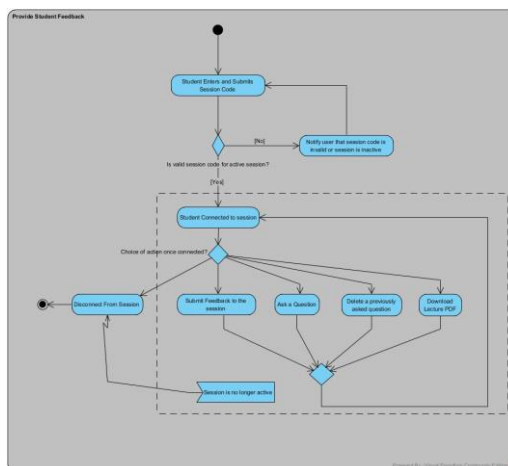 Provide Student Feedback
Student Enters and Submits
Session Code
[No]
Notify user that session code is
invalid or session is inactive
Is valid session code for active session?
[Yes]
Student Connected to session
Choice of action once connected?
Disconned From Session
Submit Feedback to the
session
Ask a Question
Delete a previously
asked question
Download
Lecture PDF
Session is no longer active